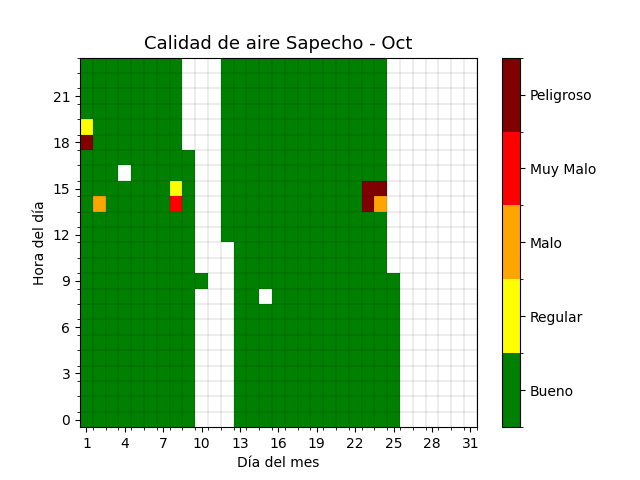 Calidad de aire Sapecho - Oct
Hora del día
21
18
15
12
9
6
3
0
1 4 7 10 13 16 19 22 25 28 31
Día del mes
Peligroso
Muy Malo
Malo
Regular
Bueno